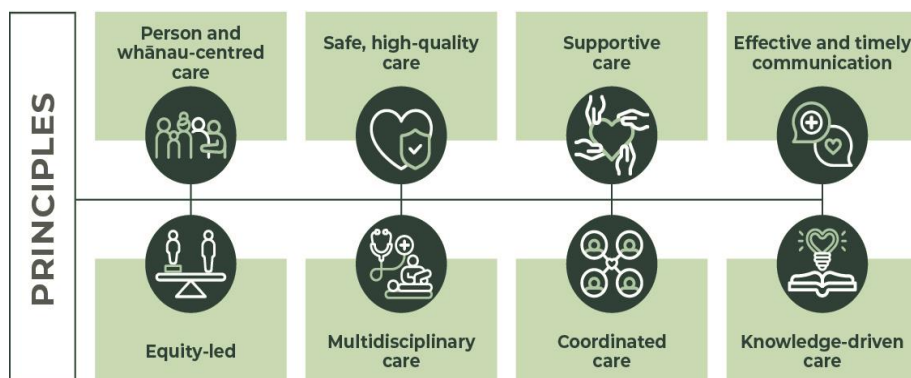 PRINCIPLES
Person and
whānau-centred
care
Safe, high-quality
care
Supportive
care
Effective and timely
communication
Equity-led
Multidisciplinary
care
Coordinated
care
Knowledge-driven
care